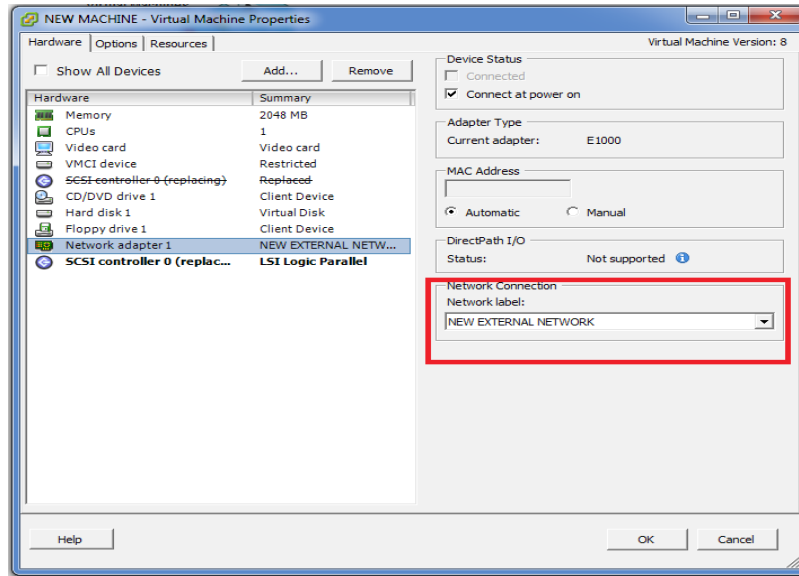 NEW MACHINE - Virtual Machine Properties
Hardware Options Resources Virtual Machine Version: 8
Show All Devices Add... Remove
Hardware Summary
Memory 2048 MB
CPUs 1
Video card Video card
VMCI device Restricted
SCSI controller 0 (replacing) Replaced
CD/DVD drive 1 Client Device
Hard disk 1 Virtual Disk
Floppy drive 1 Client Device
Network adapter 1 NEW EXTERNAL NETW...
SCSI controller 0 (replac... LSI Logic Parallel
Device Status
Connected
Connect at power on
Adapter Type
Current adapter: E1000
MAC Address
Automatic Manual
DirectPath I/O
Status: Not supported
Network Connection
Network label:
NEW EXTERNAL NETWORK
Help OK Cancel